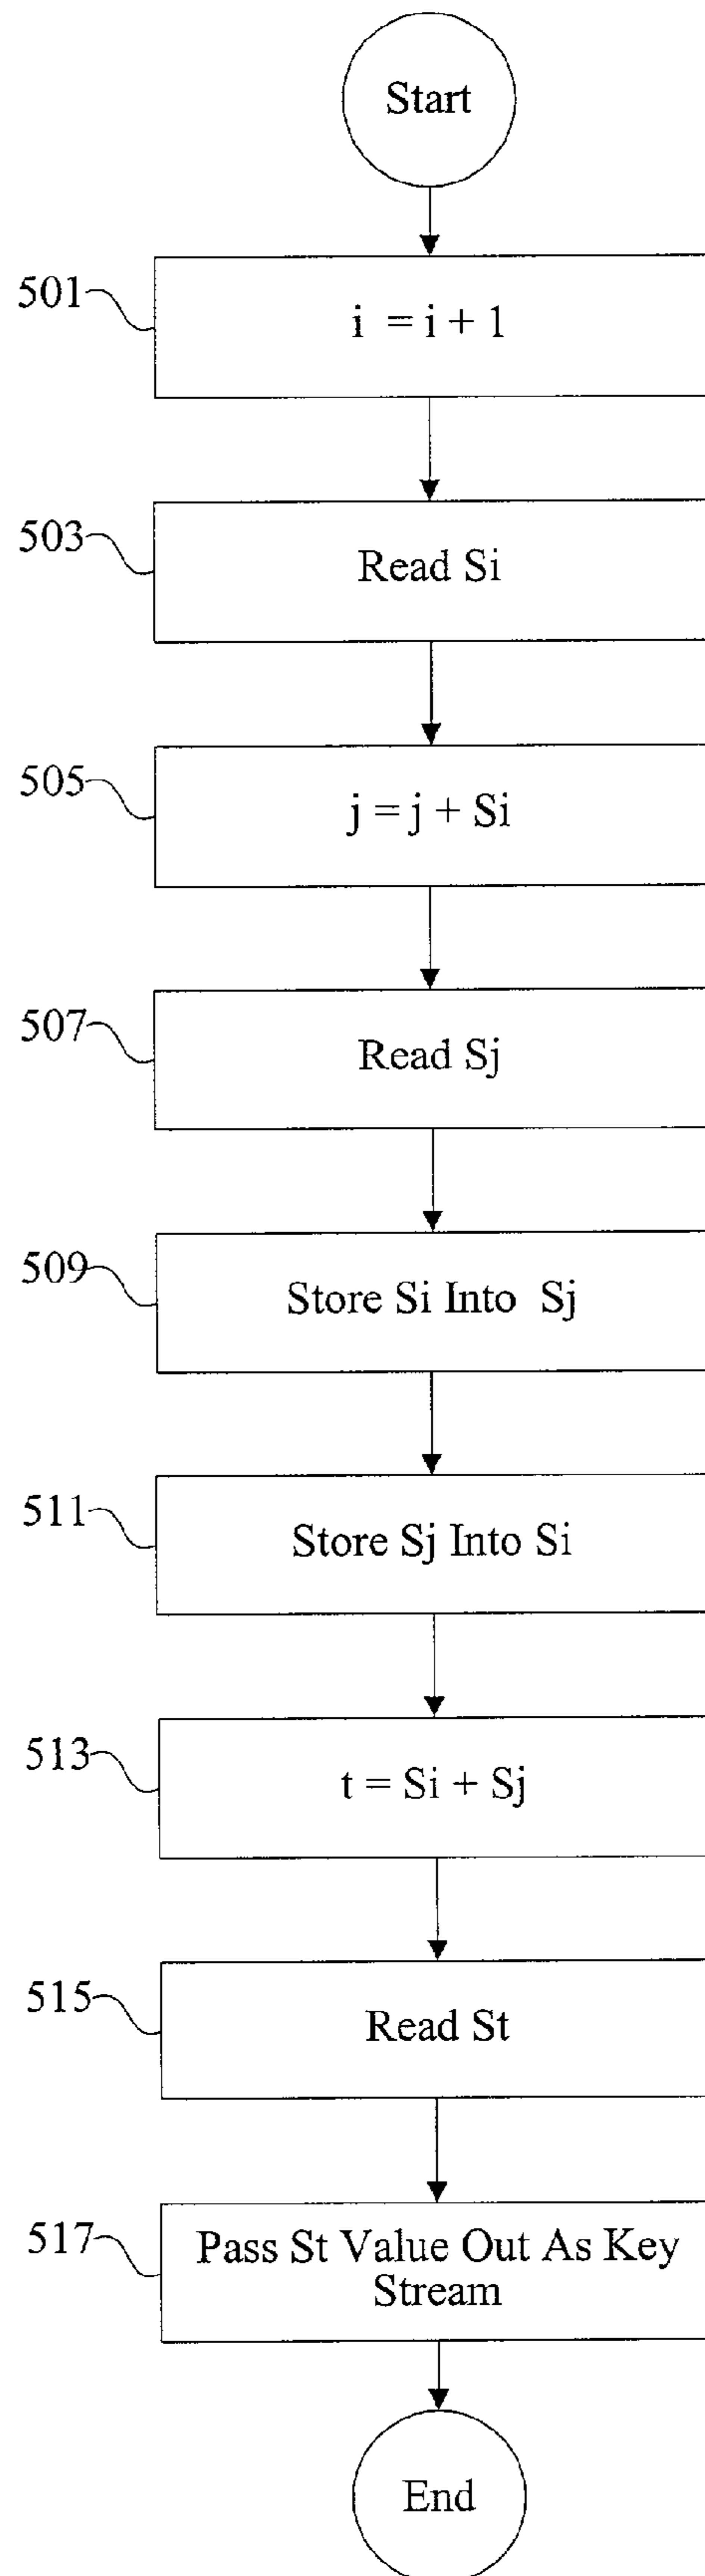 Start
501
i = i + 1
503
Read Si
505
j = j + Si
507
Read Sj
509
Store Si Into Sj
511
Store Sj Into Si
513
t = Si + Sj
515
Read St
517
Pass St Value Out As Key
Stream
End